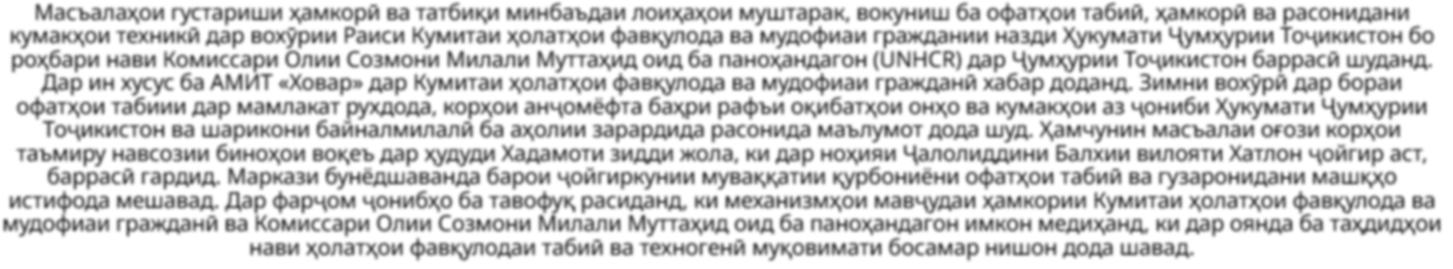 Масъалаҳои густариши ҳамкорӣ ва татбиқи минбаъдаи лоиҳаҳои муштарак, вокуниш ба офатҳои табиӣ, ҳамкорӣ ва расонидани
кумакҳои техникӣ дар вохӯрии Раиси Кумитаи ҳолатҳои фавқулода ва мудофиаи граждании назди Ҳукумати Ҷумҳурии Тоҷикистон бо
роҳбари нави Комиссари Олии Созмони Милали Муттаҳид оид ба паноҳандагон (UNHCR) дар Ҷумҳурии Тоҷикистон баррасӣ шуданд.
Дар ин хусус ба АМИТ «Ховар» дар Кумитаи ҳолатҳои фавқулода ва мудофиаи гражданӣ хабар доданд. Зимни вохӯрӣ дар бораи
офатҳои табиии дар мамлакат рухдода, корҳои анҷомёфта баҳри рафъи оқибатҳои онҳо ва кумакҳои аз ҷониби Ҳукумати Ҷумҳурии
Тоҷикистон ва шарикони байналмилалӣ ба аҳолии зарардида расонида маълумот дода шуд. Ҳамчунин масъалаи оғози корҳои
таъмиру навсозии биноҳои воқеъ дар ҳудуди Хадамоти зидди жола, ки дар ноҳияи Ҷалолиддини Балхии вилояти Хатлон ҷойгир аст,
баррасӣ гардид. Маркази бунёдшаванда барои ҷойгиркунии муваққатии қурбониёни офатҳои табиӣ ва гузаронидани машқҳо
истифода мешавад. Дар фарҷом ҷонибҳо ба тавофуқ расиданд, ки механизмҳои мавҷудаи ҳамкории Кумитаи ҳолатҳои фавқулода ва
мудофиаи гражданӣ ва Комиссари Олии Созмони Милали Муттаҳид оид ба паноҳандагон имкон медиҳанд, ки дар оянда ба таҳдидҳои
нави ҳолатҳои фавқулодаи табиӣ ва техногенӣ муқовимати босамар нишон дода шавад.